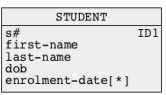 STUDENT
s# ID1
first-name
last-name
dob
enrolment-date[*]